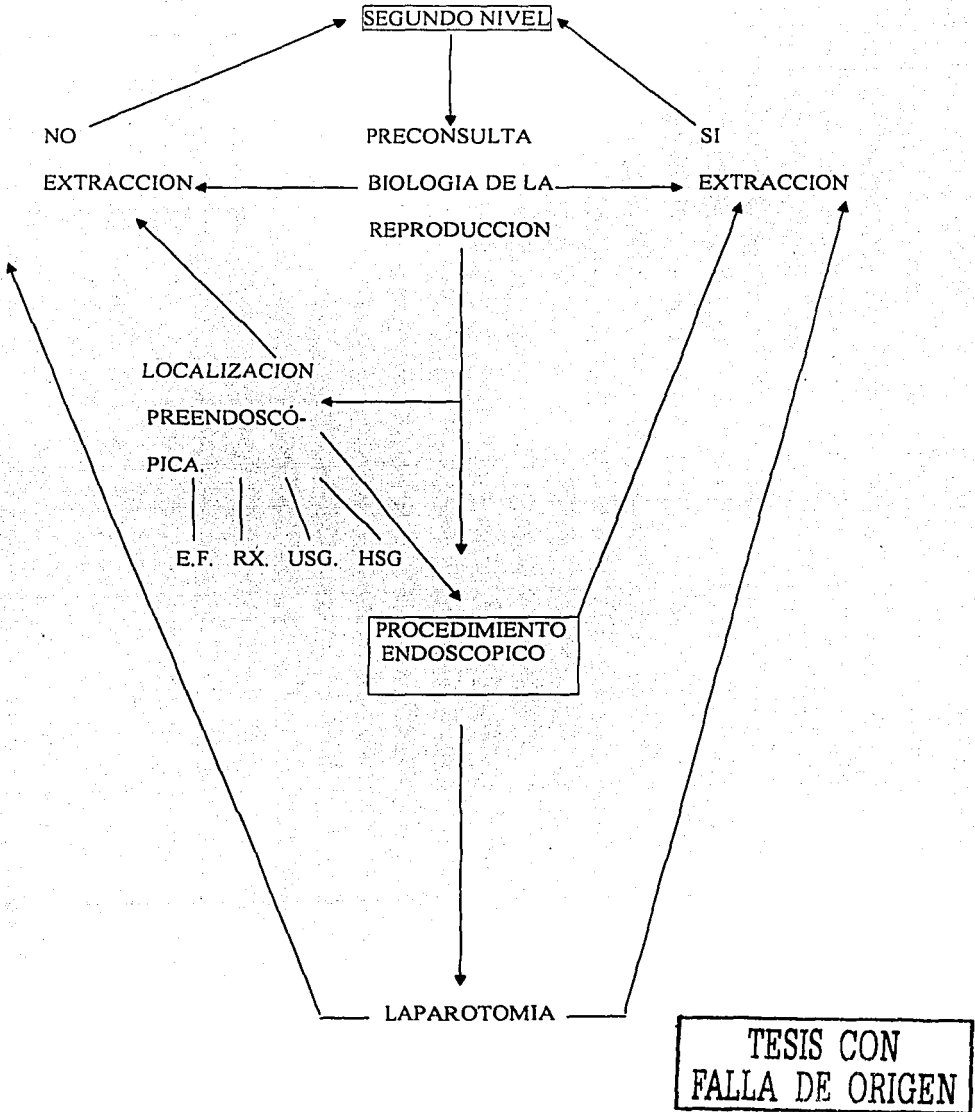 SEGUNDO NIVEL
NO
PRECONSULTA
SI
EXTRACCION
BIOLOGIA DE LA
EXTRACCION
REPRODUCCION
LOCALIZACION
PREENDOSCÓ-
PICA.
E.F. RX. USG. HSG
PROCEDIMIENTO
ENDOSCOPICO
LAPAROTOMIA
TESIS CON
FALLA DE ORIGEN